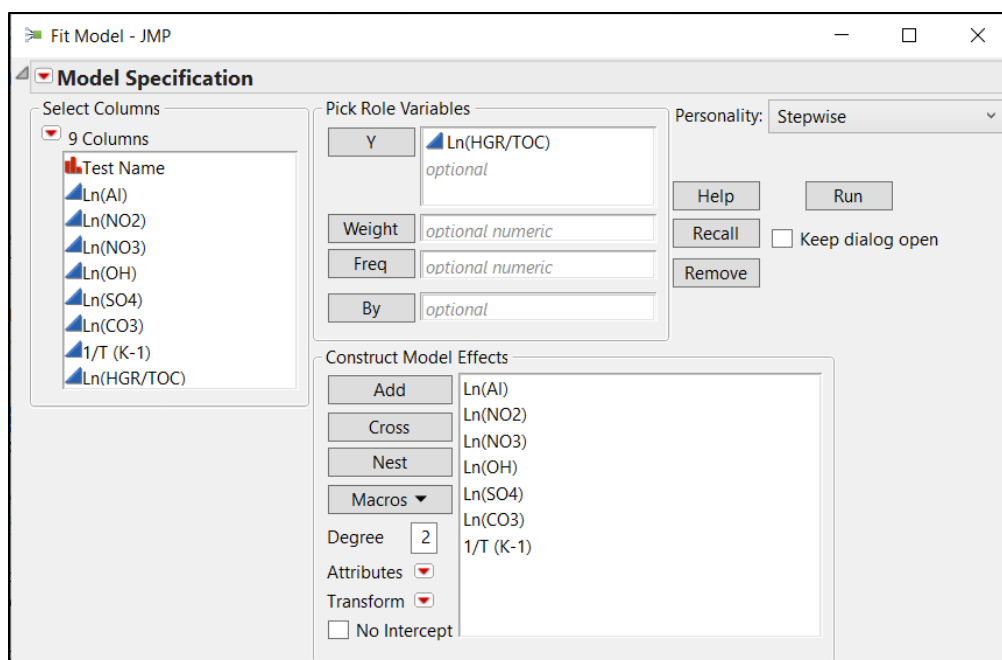 Fit Model - JMP
Model Specification
Select Columns
9 Columns
Test Name
Ln(Al)
Ln(NO2)
Ln(NO3)
Ln(OH)
Ln(SO4)
Ln(CO3)
1/T (K-1)
Ln(HGR/TOC)
Pick Role Variables
Y
Ln(HGR/TOC)
optional
Weight
optional numeric
Freq
optional numeric
By
optional
Personality:
Stepwise
Help
Run
Recall
Keep dialog open
Remove
Construct Model Effects
Add
Cross
Nest
Macros
Degree
2
Attributes
Transform
No Intercept
Ln(Al)
Ln(NO2)
Ln(NO3)
Ln(OH)
Ln(SO4)
Ln(CO3)
1/T (K-1)